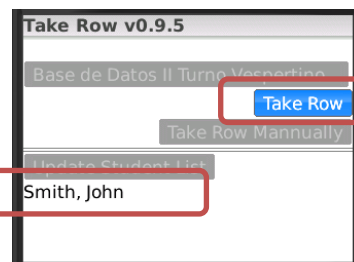 Take Row v0.9.5
Base de Datos II Turno Vespertino
Take Row
Take Row Mannually
Update Student List
Smith, John